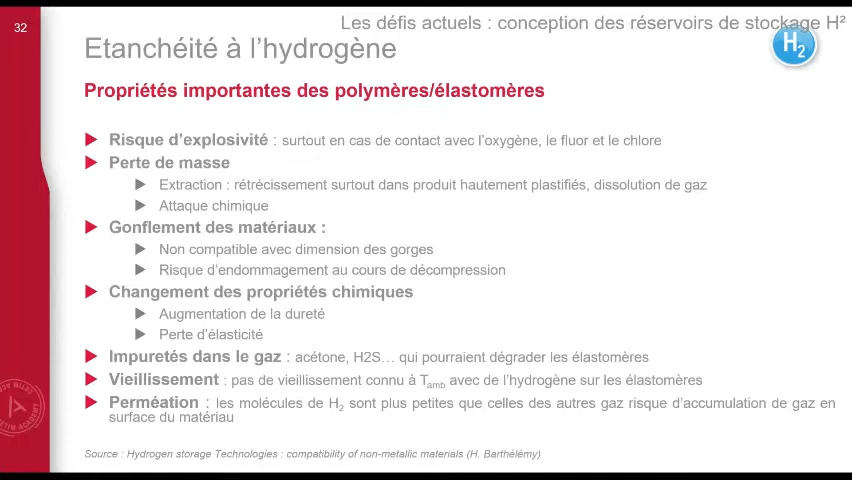 32
Les défis actuels : conception des réservoirs de stockage H²
Etanchéité à l'hydrogène
H2
Propriétés importantes des polymères/élastomères
Risque d'explosivité : surtout en cas de contact avec l'oxygène, le fluor et le chlore
Perte de masse
Extraction : rétrécissement surtout dans produit hautement plastifiés, dissolution de gaz
Attaque chimique
Gonflement des matériaux :
Non compatible avec dimension des gorges
Risque d'endommagement au cours de décompression
Changement des propriétés chimiques
Augmentation de la dureté
Perte d'élasticité
Impuretés dans le gaz : acétone, H2S… qui pourraient dégrader les élastomères
Vieillissement : pas de vieillissement connu à Tamb avec de l'hydrogène sur les élastomères
Perméation : les molécules de H2 sont plus petites que celles des autres gaz risque d'accumulation de gaz en
surface du matériau
Source : Hydrogen storage Technologies : compatibility of non-metallic materials (H. Barthélémy)